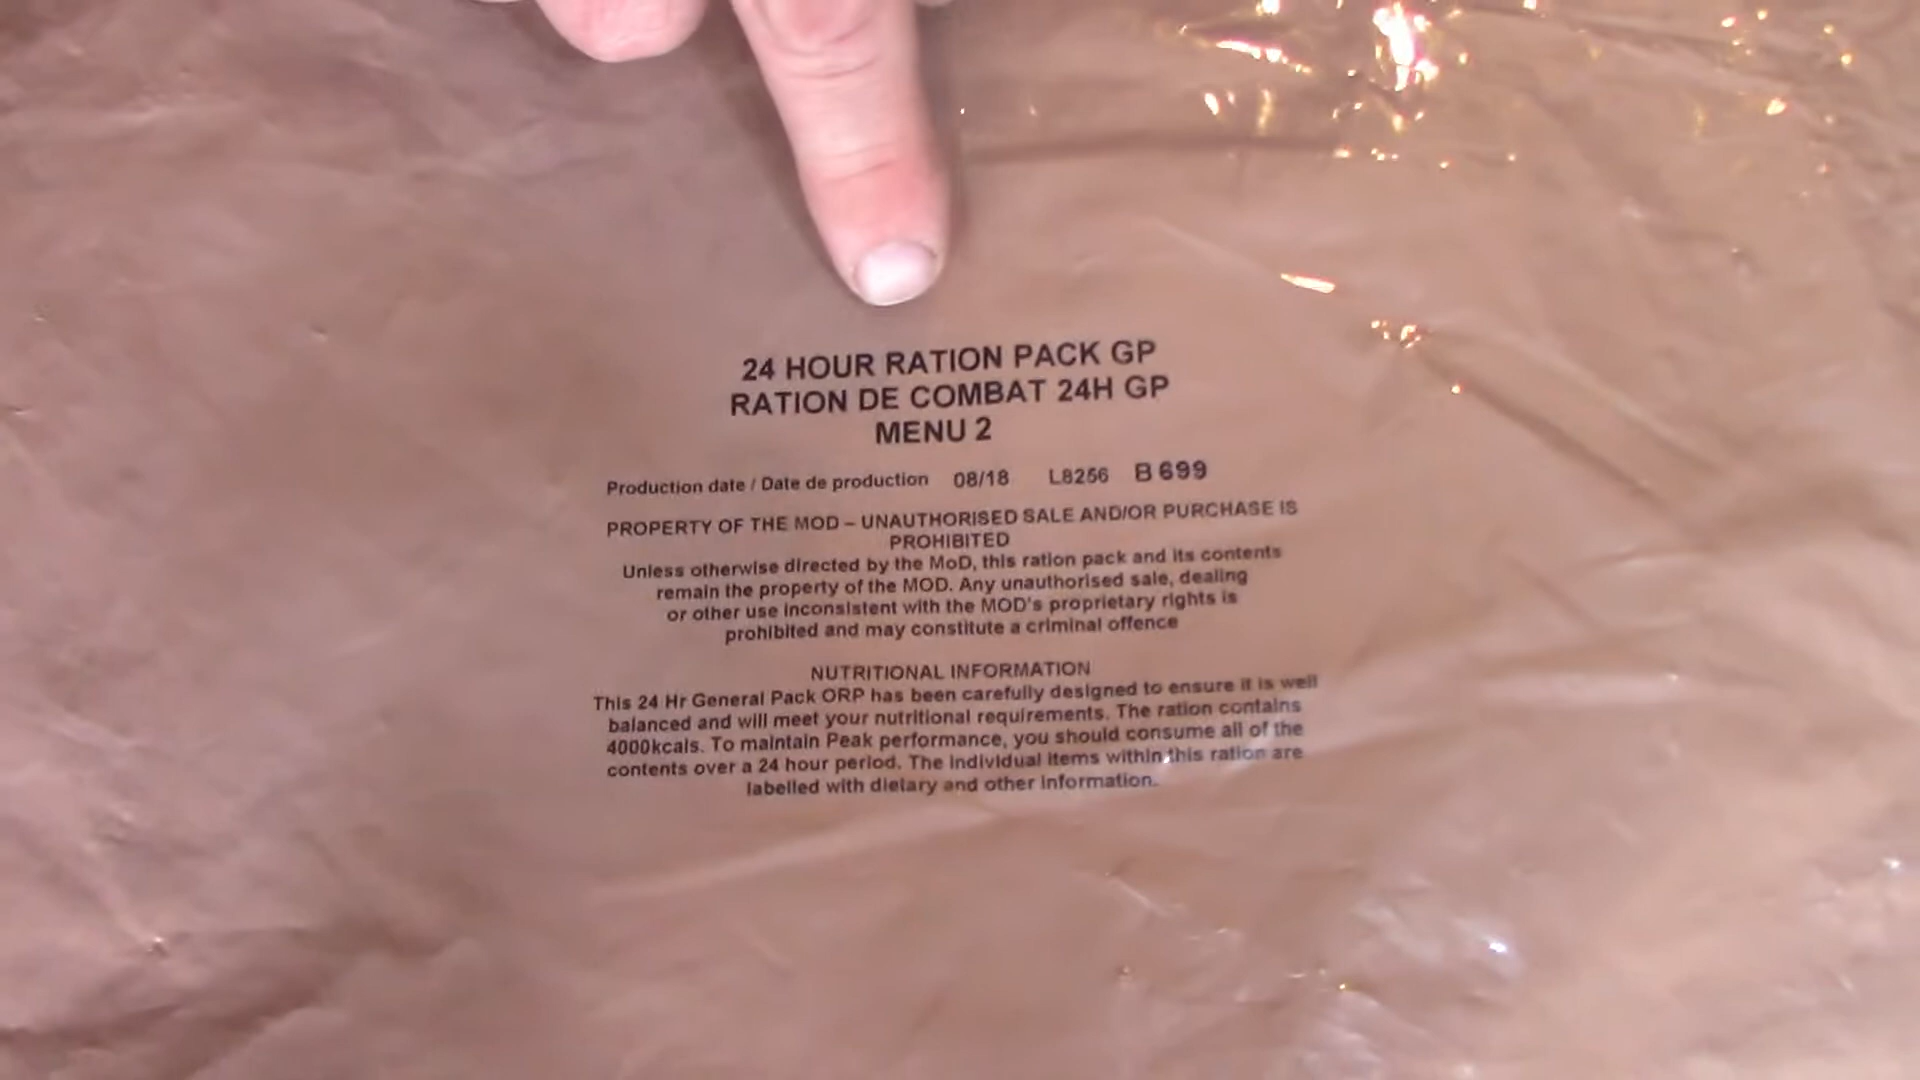 24 HOUR RATION PACK GP
RATION DE COMBAT 24H GP
MENU 2
Production date / Date de production 08/18 L8256 B 699
PROPERTY OF THE MOD – UNAUTHORISED SALE AND/OR PURCHASE IS
PROHIBITED
Unless otherwise directed by the MoD, this ration pack and its contents
remain the property of the MOD. Any unauthorised sale, dealing
or other use inconsistent with the MOD's proprietary rights is
prohibited and may constitute a criminal offence
NUTRITIONAL INFORMATION
This 24 Hr General Pack ORP has been carefully designed to ensure it is well
balanced and will meet your nutritional requirements. The ration contains
4000kcals. To maintain Peak performance, you should consume all of the
contents over a 24 hour period. The individual items within this ration are
labelled with dietary and other information.